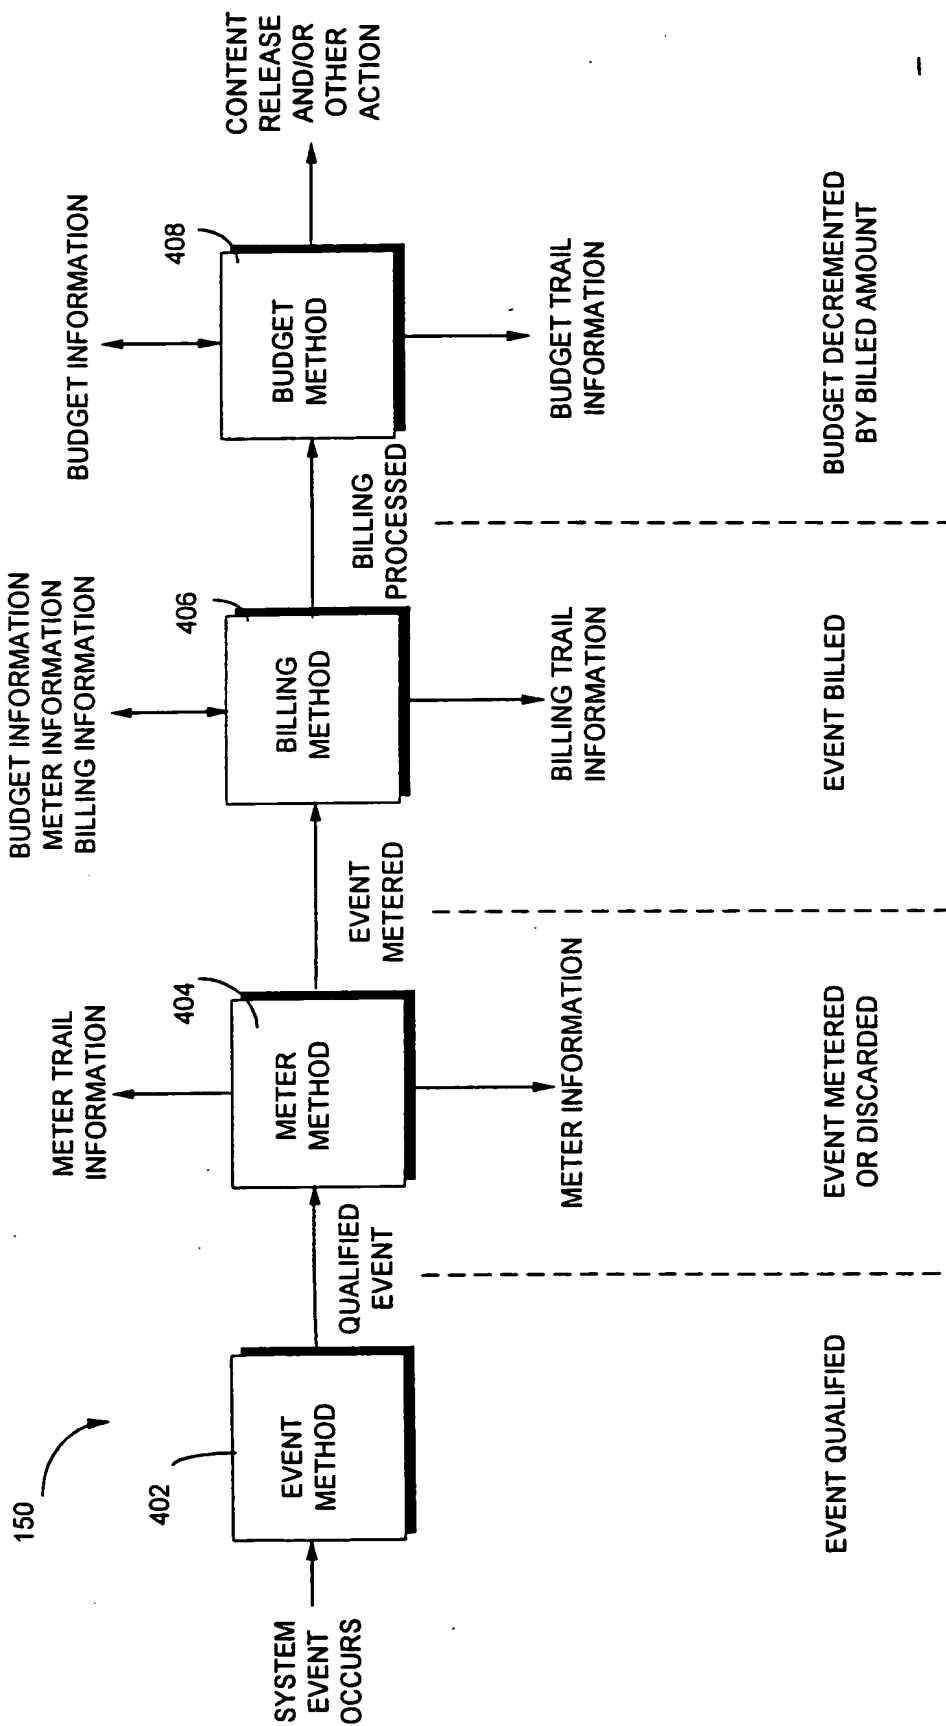 150
SYSTEM
EVENT
OCCURS
402
EVENT
METHOD
QUALIFIED
EVENT
METER TRAIL
INFORMATION
404
METER
METHOD
METER INFORMATION
EVENT
METERED
BUDGET INFORMATION
METER INFORMATION
BILLING INFORMATION
406
BILLING
METHOD
BILLING TRAIL
INFORMATION
BILLING
PROCESSED
BUDGET INFORMATION
408
BUDGET
METHOD
BUDGET TRAIL
INFORMATION
CONTENT
RELEASE
AND/OR
OTHER
ACTION
EVENT QUALIFIED
EVENT METERED
OR DISCARDED
EVENT BILLED
BUDGET DECREMENTED
BY BILLED AMOUNT